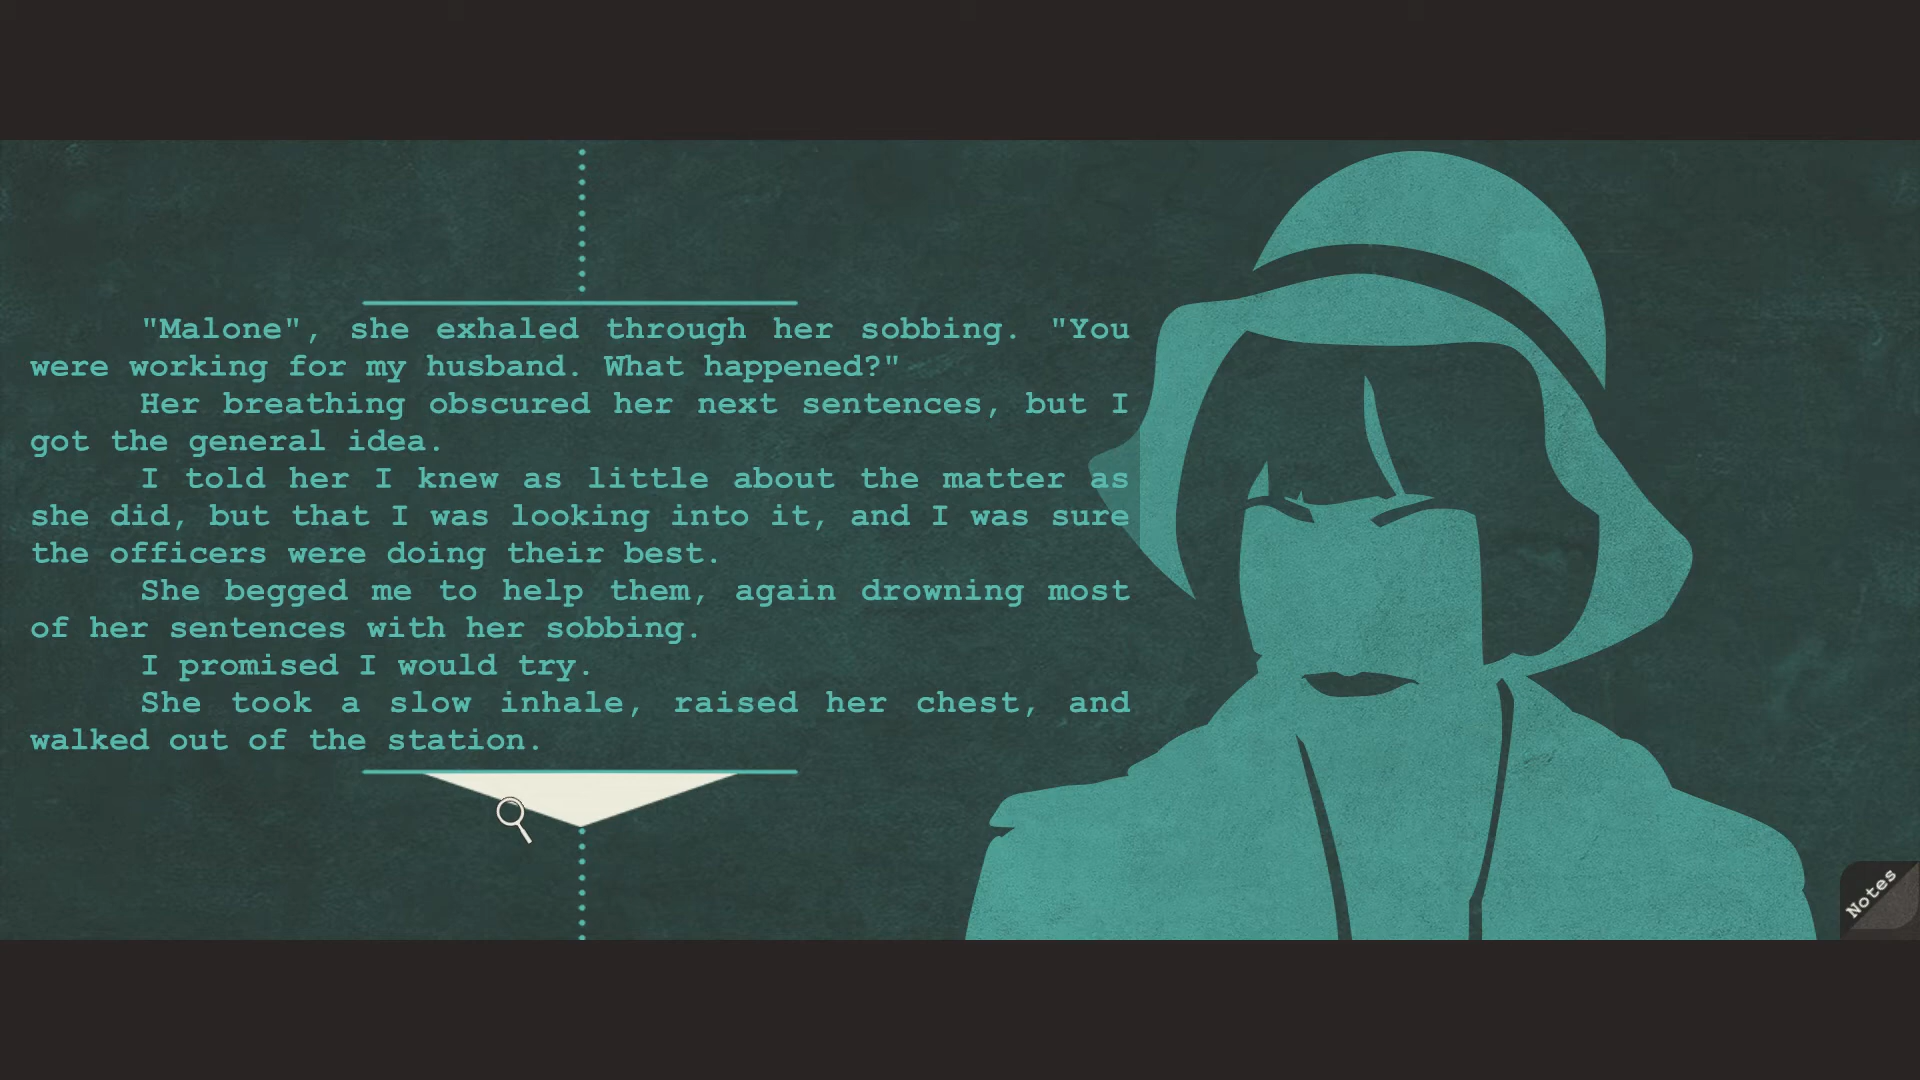 "Malone", she exhaled through her sobbing. "You
were working for my husband. What happened?"
Her breathing obscured her next sentences, but I
got the general idea.
I told her I knew as little about the matter as
she did, but that I was looking into it, and I was sure
the officers were doing their best.
She begged me to help them, again drowning most
of her sentences with her sobbing.
I promised I would try.
She took a slow inhale, raised her chest, and
walked out of the station.
Notes